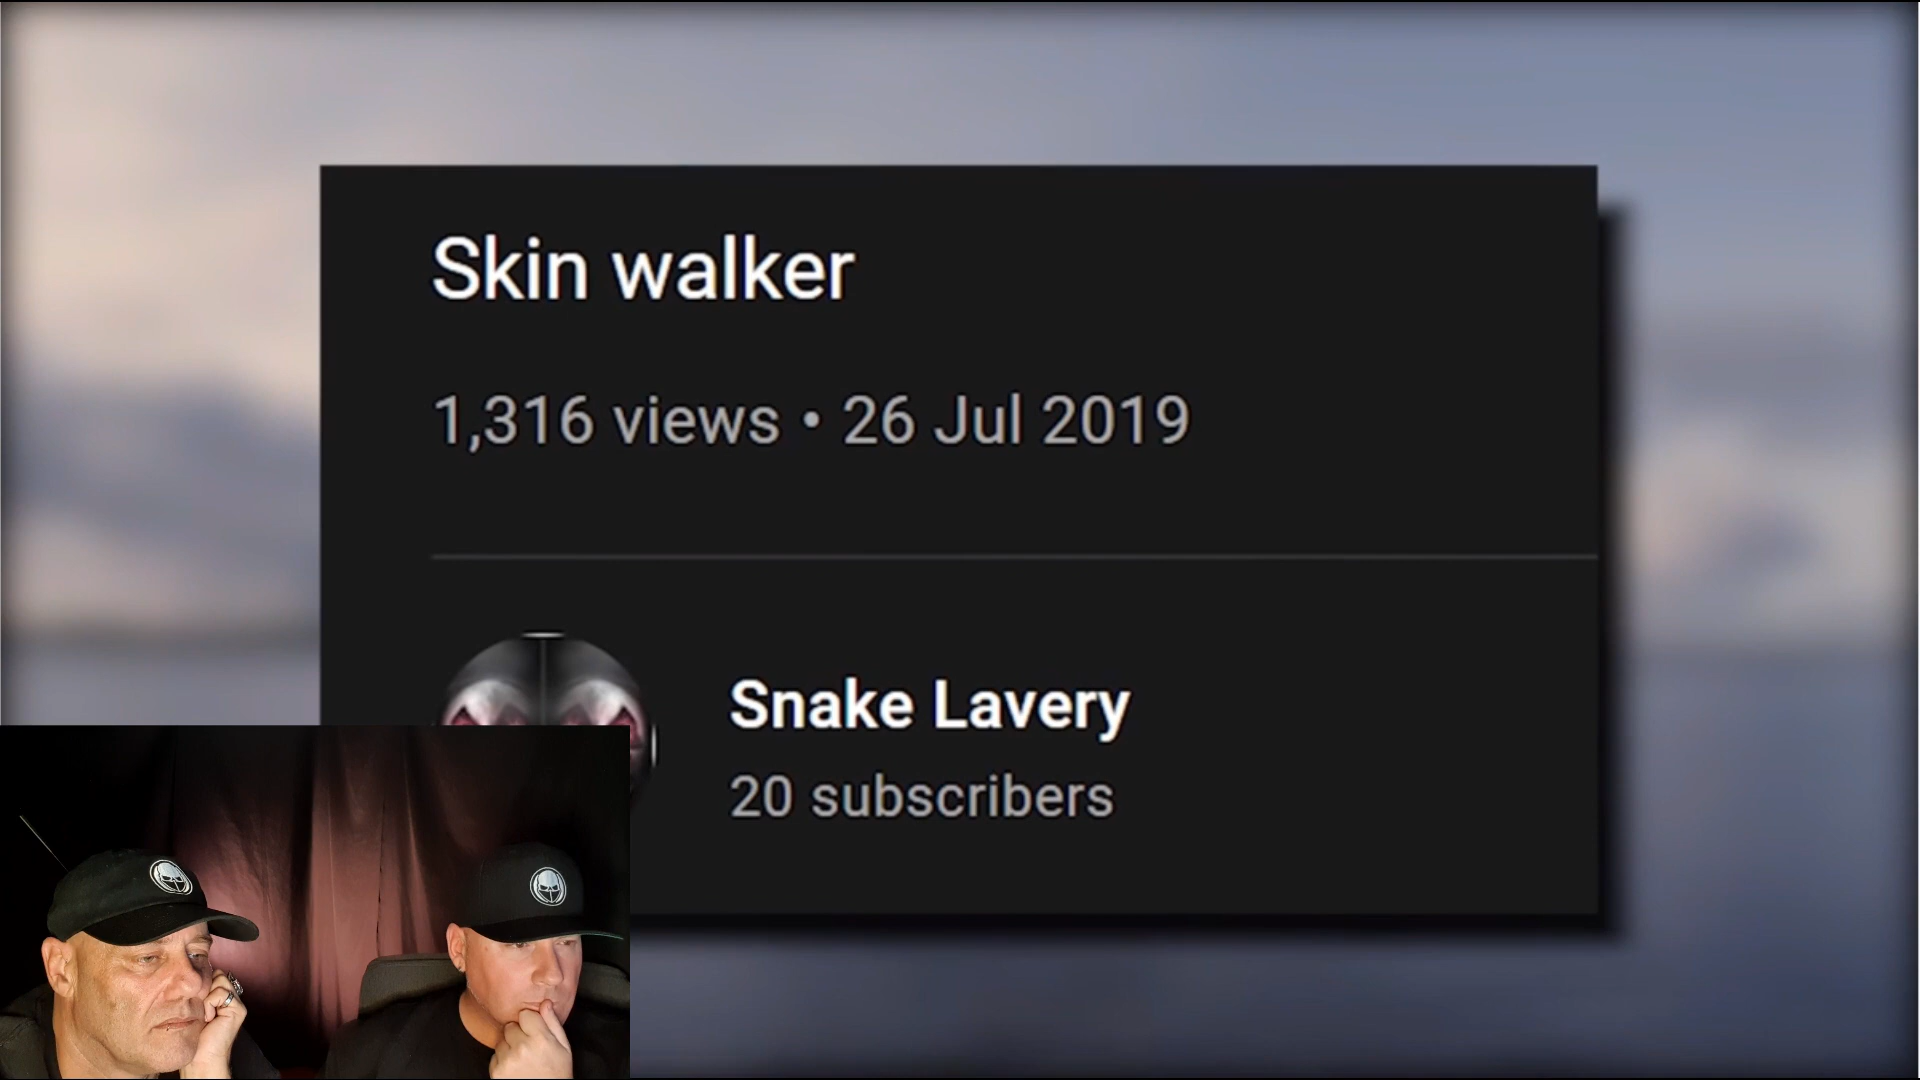 Skin walker
1,316 views • 26 Jul 2019
Snake Lavery
20 subscribers